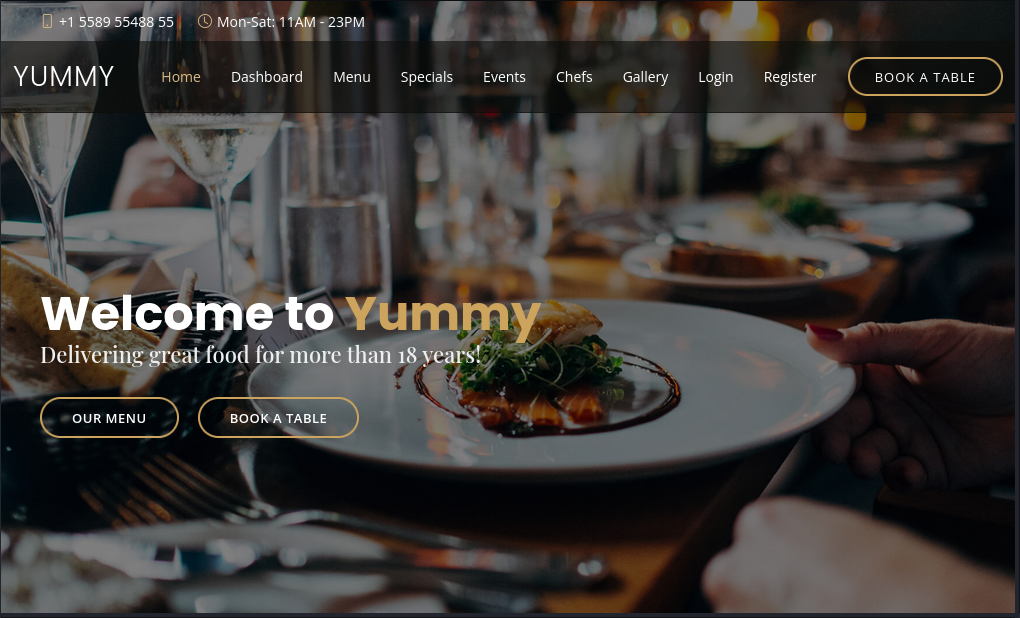 +1 5589 55488 55 Mon-Sat: 11AM - 23PM
YUMMY Home Dashboard Menu Specials Events Chefs Gallery Login Register BOOK A TABLE
Welcome to Yummy
Delivering great food for more than 18 years!
OUR MENU BOOK A TABLE